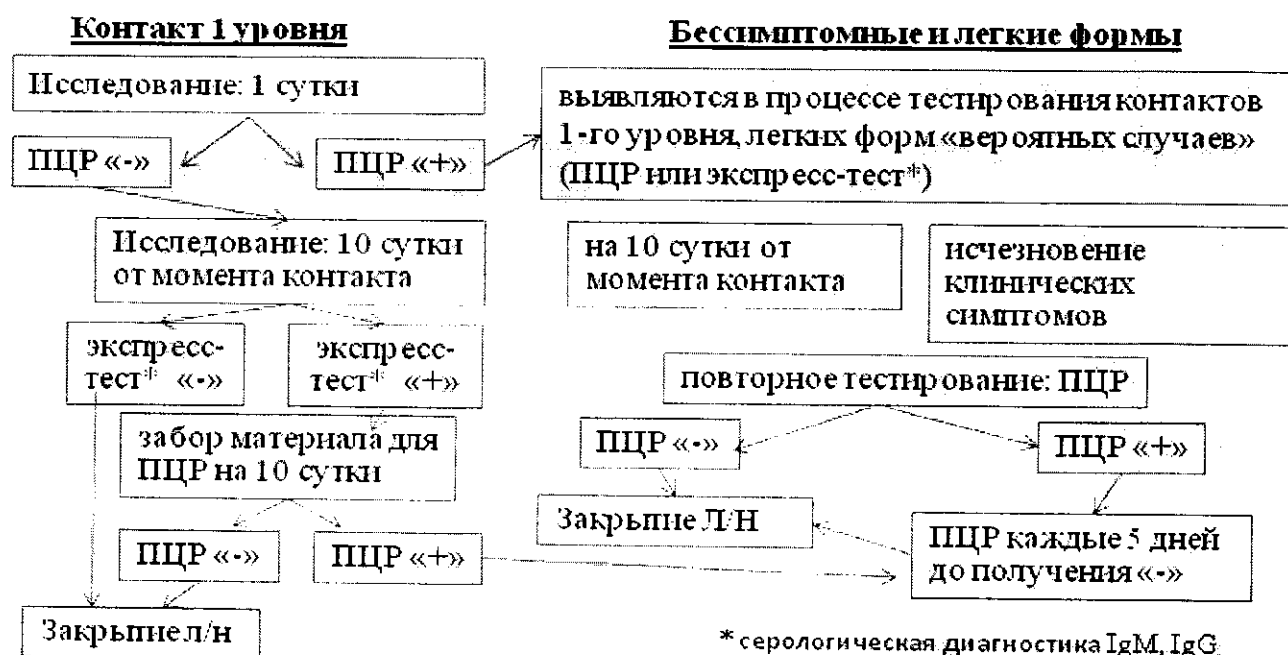 Контакт 1 уровня
Исследование: 1 сутки
ПЦР «-»
ПЦР «+»
Исследование: 10 сутки
от момента контакта
экспресс-
тест* «-»
экспресс-
тест* «+»
забор материала для
ПЦР на 10 сутки
ПЦР «-»
ПЦР «+»
Закрытие л/н
Бессимптомные и легкие формы
выявляются в процессе тестирования контактов
1-го уровня, легких форм «вероятных случаев»
(ПЦР или экспресс-тест*)
на 10 сутки от
момента контакта
исчезновение
клинических
симптомов
повторное тестирование: ПЦР
ПЦР «-»
ПЦР «+»
Закрытие Л/Н
ПЦР каждые 5 дней
до получения «-»
* серологическая диагностика IgM, IgG